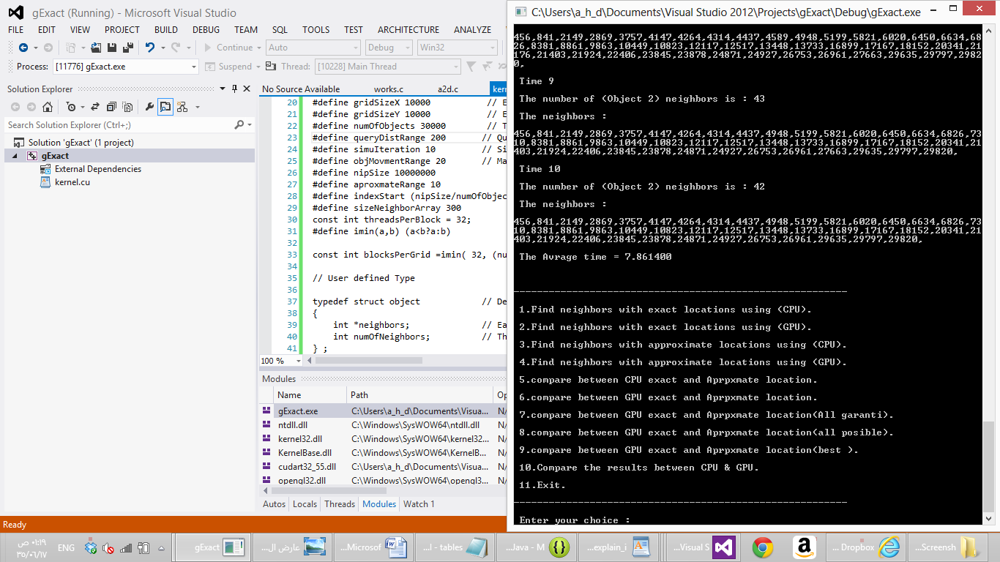 gExact (Running) - Microsoft Visual Studio
FILE EDIT VIEW PROJECT BUILD DEBUG TEAM SQL TOOLS TEST ARCHITECTURE ANALYZE
Continue Auto Debug Win32
Process: [11776] gExact.exe Suspend Thread: [10228] Main Thread
Solution Explorer
Search Solution Explorer (Ctrl+;)
Solution 'gExact' (1 project)
gExact
External Dependencies
kernel.cu
No Source Available works.c a2d.c kern
20 #define gridSizeX 10000 // E
21 #define gridSizeY 10000 // E
22 #define numOfObjects 30000 // T
23 #define queryDistRange 200 // Qu
24 #define simuIteration 10 // Si
25 #define objMovmentRange 20 // Ma
26 #define nipSize 10000000
27 #define aproxmateRange 10
28 #define indexStart (nipSize/numOfObjec
29 #define sizeNeighborArray 300
30 const int threadsPerBlock = 32;
31 #define imin(a,b) (a<b?a:b)
32
33 const int blocksPerGrid =imin( 32, (nu
34
35 // User defined Type
36
37 typedef struct object // De
38 {
39 int *neighbors; // Ea
40 int numOfNeighbors; // Th
41 } ;
100 %
Modules
Name Path Op
gExact.exe C:\Users\a_h_d\Documents\Visua... N/
ntdll.dll C:\Windows\SysWOW64\ntdll.dll N/
kernel32.dll C:\Windows\SysWOW64\kernel32... N/
KernelBase.dll C:\Windows\SysWOW64\KernelB... N/
cudart32_55.dll C:\Users\a_h_d\Documents\Visua... N/
opengl32.dll C:\Windows\SysWOW64\opengl3... N/
Autos Locals Threads Modules Watch 1
Ready
C:\Users\a_h_d\Documents\Visual Studio 2012\Projects\gExact\Debug\gExact.exe
456,841,2149,2869,3757,4147,4264,4314,4437,4589,4948,5199,5821,6020,6450,6634,68
26,8381,8861,9863,10449,10823,12117,12517,13448,13733,16899,17167,18152,20341,21
176,21403,21924,22406,23845,23878,24871,24927,26753,26961,27663,29635,29797,2982
0,
Time 9
The number of (Object 2) neighbors is : 43
The neighbors :
456,841,2149,2869,3757,4147,4264,4314,4437,4948,5199,5821,6020,6450,6634,6826,73
10,8381,8861,9863,10449,10823,12117,12517,13448,13733,16899,17167,18152,20341,21
403,21924,22406,23845,23878,24871,24927,26753,26961,27663,29635,29797,29820,
Time 10
The number of (Object 2) neighbors is : 42
The neighbors :
456,841,2149,2869,3757,4147,4264,4314,4437,4948,5199,5821,6020,6450,6634,6826,73
10,8381,8861,9863,10449,10823,12117,12517,13448,13733,16899,17167,18152,20341,21
403,21924,22406,23845,23878,24871,24927,26753,26961,29635,29797,29820,
The Avrage time = 7.861400
1.Find neighbors with exact locations using (CPU).
2.Find neighbors with exact locations using (GPU).
3.Find neighbors with approximate locations using (CPU).
4.Find neighbors with approximate locations using (GPU).
5.compare between CPU exact and Aprpxmate location.
6.compare between GPU exact and Aprpxmate location.
7.compare between GPU exact and Aprpxmate location(All garanti).
8.compare between GPU exact and Aprpxmate location(all posible).
9.compare between GPU exact and Aprpxmate location(best ).
10.Compare the results between CPU & GPU.
11.Exit.
Enter your choice :
٠١:١٩ ص
٣٥/٠٦/١٧
ENG
gExact
...عارض ال
...Microsof
...l - tables
...Java - M
...explain_i
...Visual S
... Dropbox
...Screensh